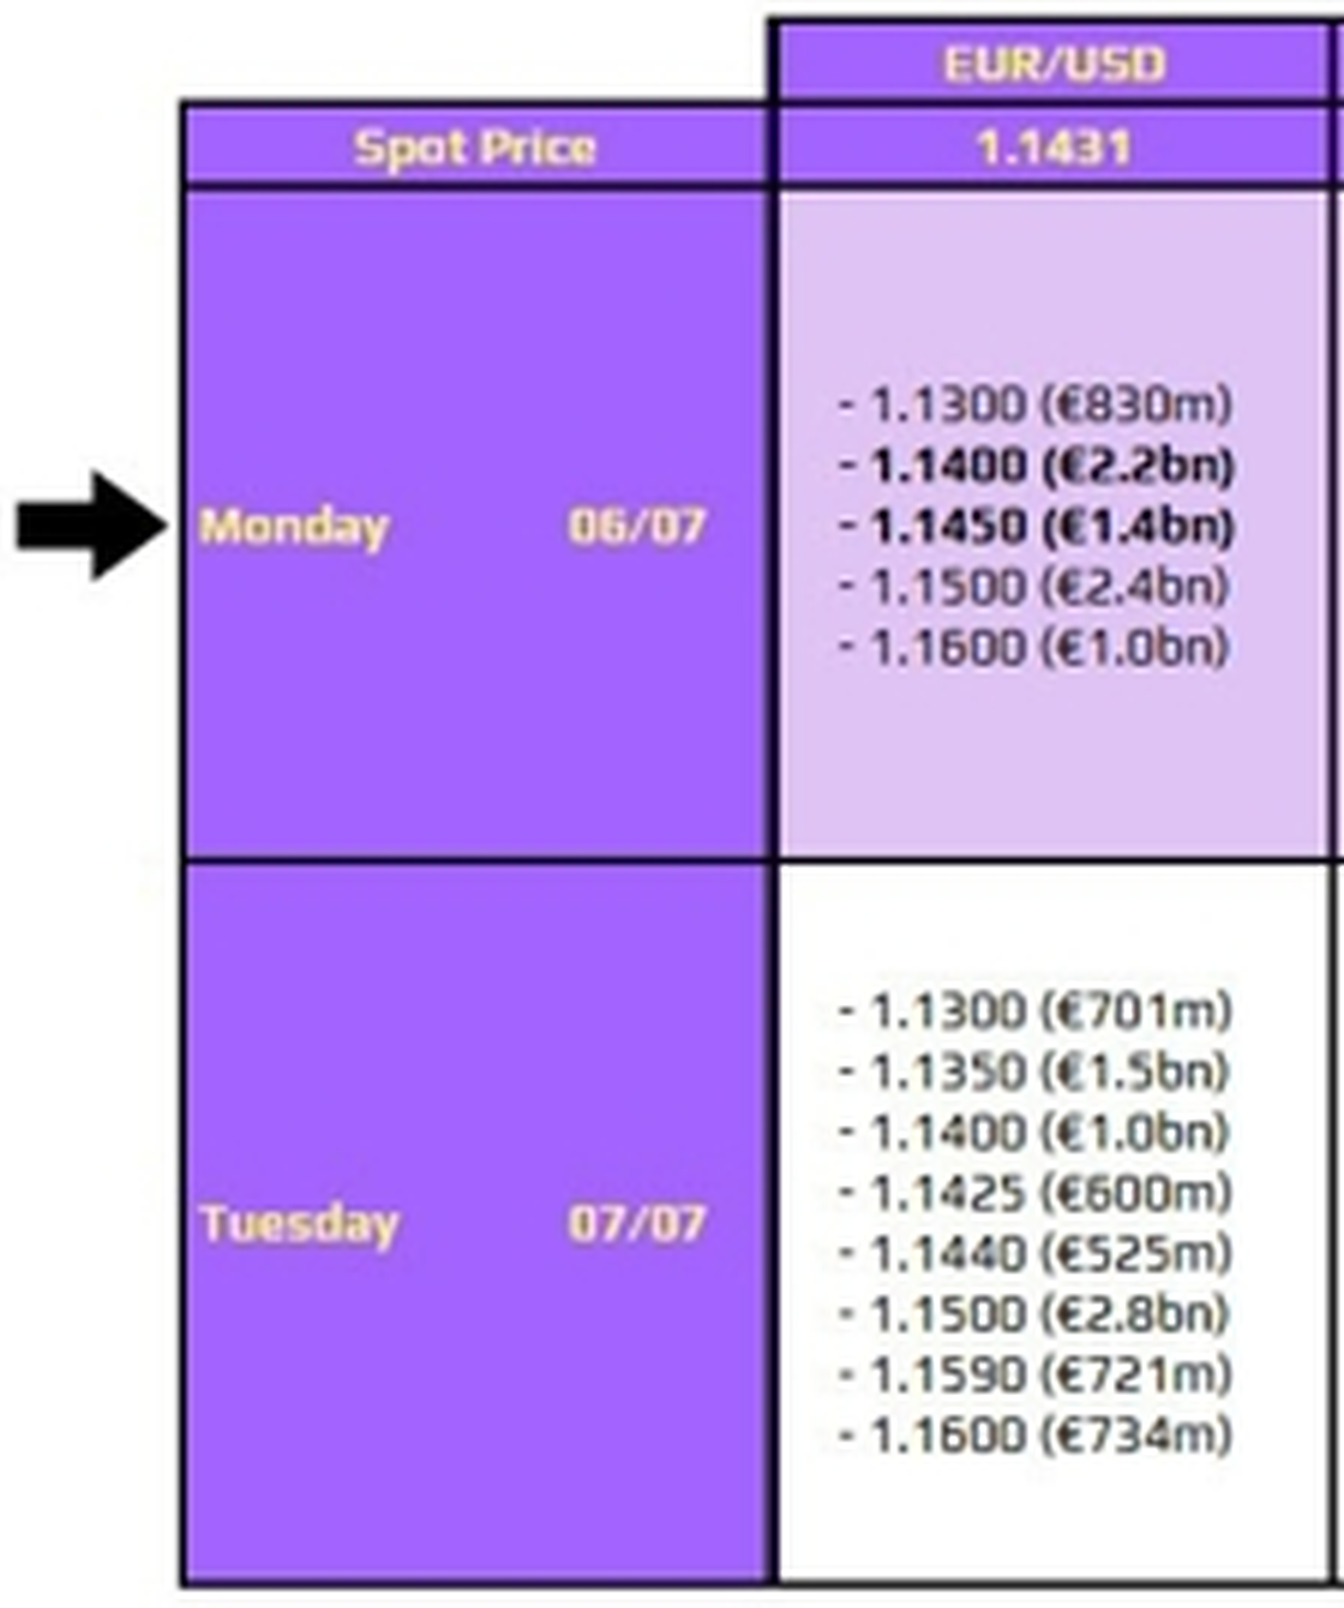 EUR/USD
Spot Price 1.1431
Monday 06/07
- 1.1300 (€830m)
- 1.1400 (€2.2bn)
- 1.1450 (€1.4bn)
- 1.1500 (€2.4bn)
- 1.1600 (€1.0bn)
Tuesday 07/07
- 1.1300 (€701m)
- 1.1350 (€1.5bn)
- 1.1400 (€1.0bn)
- 1.1425 (€600m)
- 1.1440 (€525m)
- 1.1500 (€2.8bn)
- 1.1590 (€721m)
- 1.1600 (€734m)